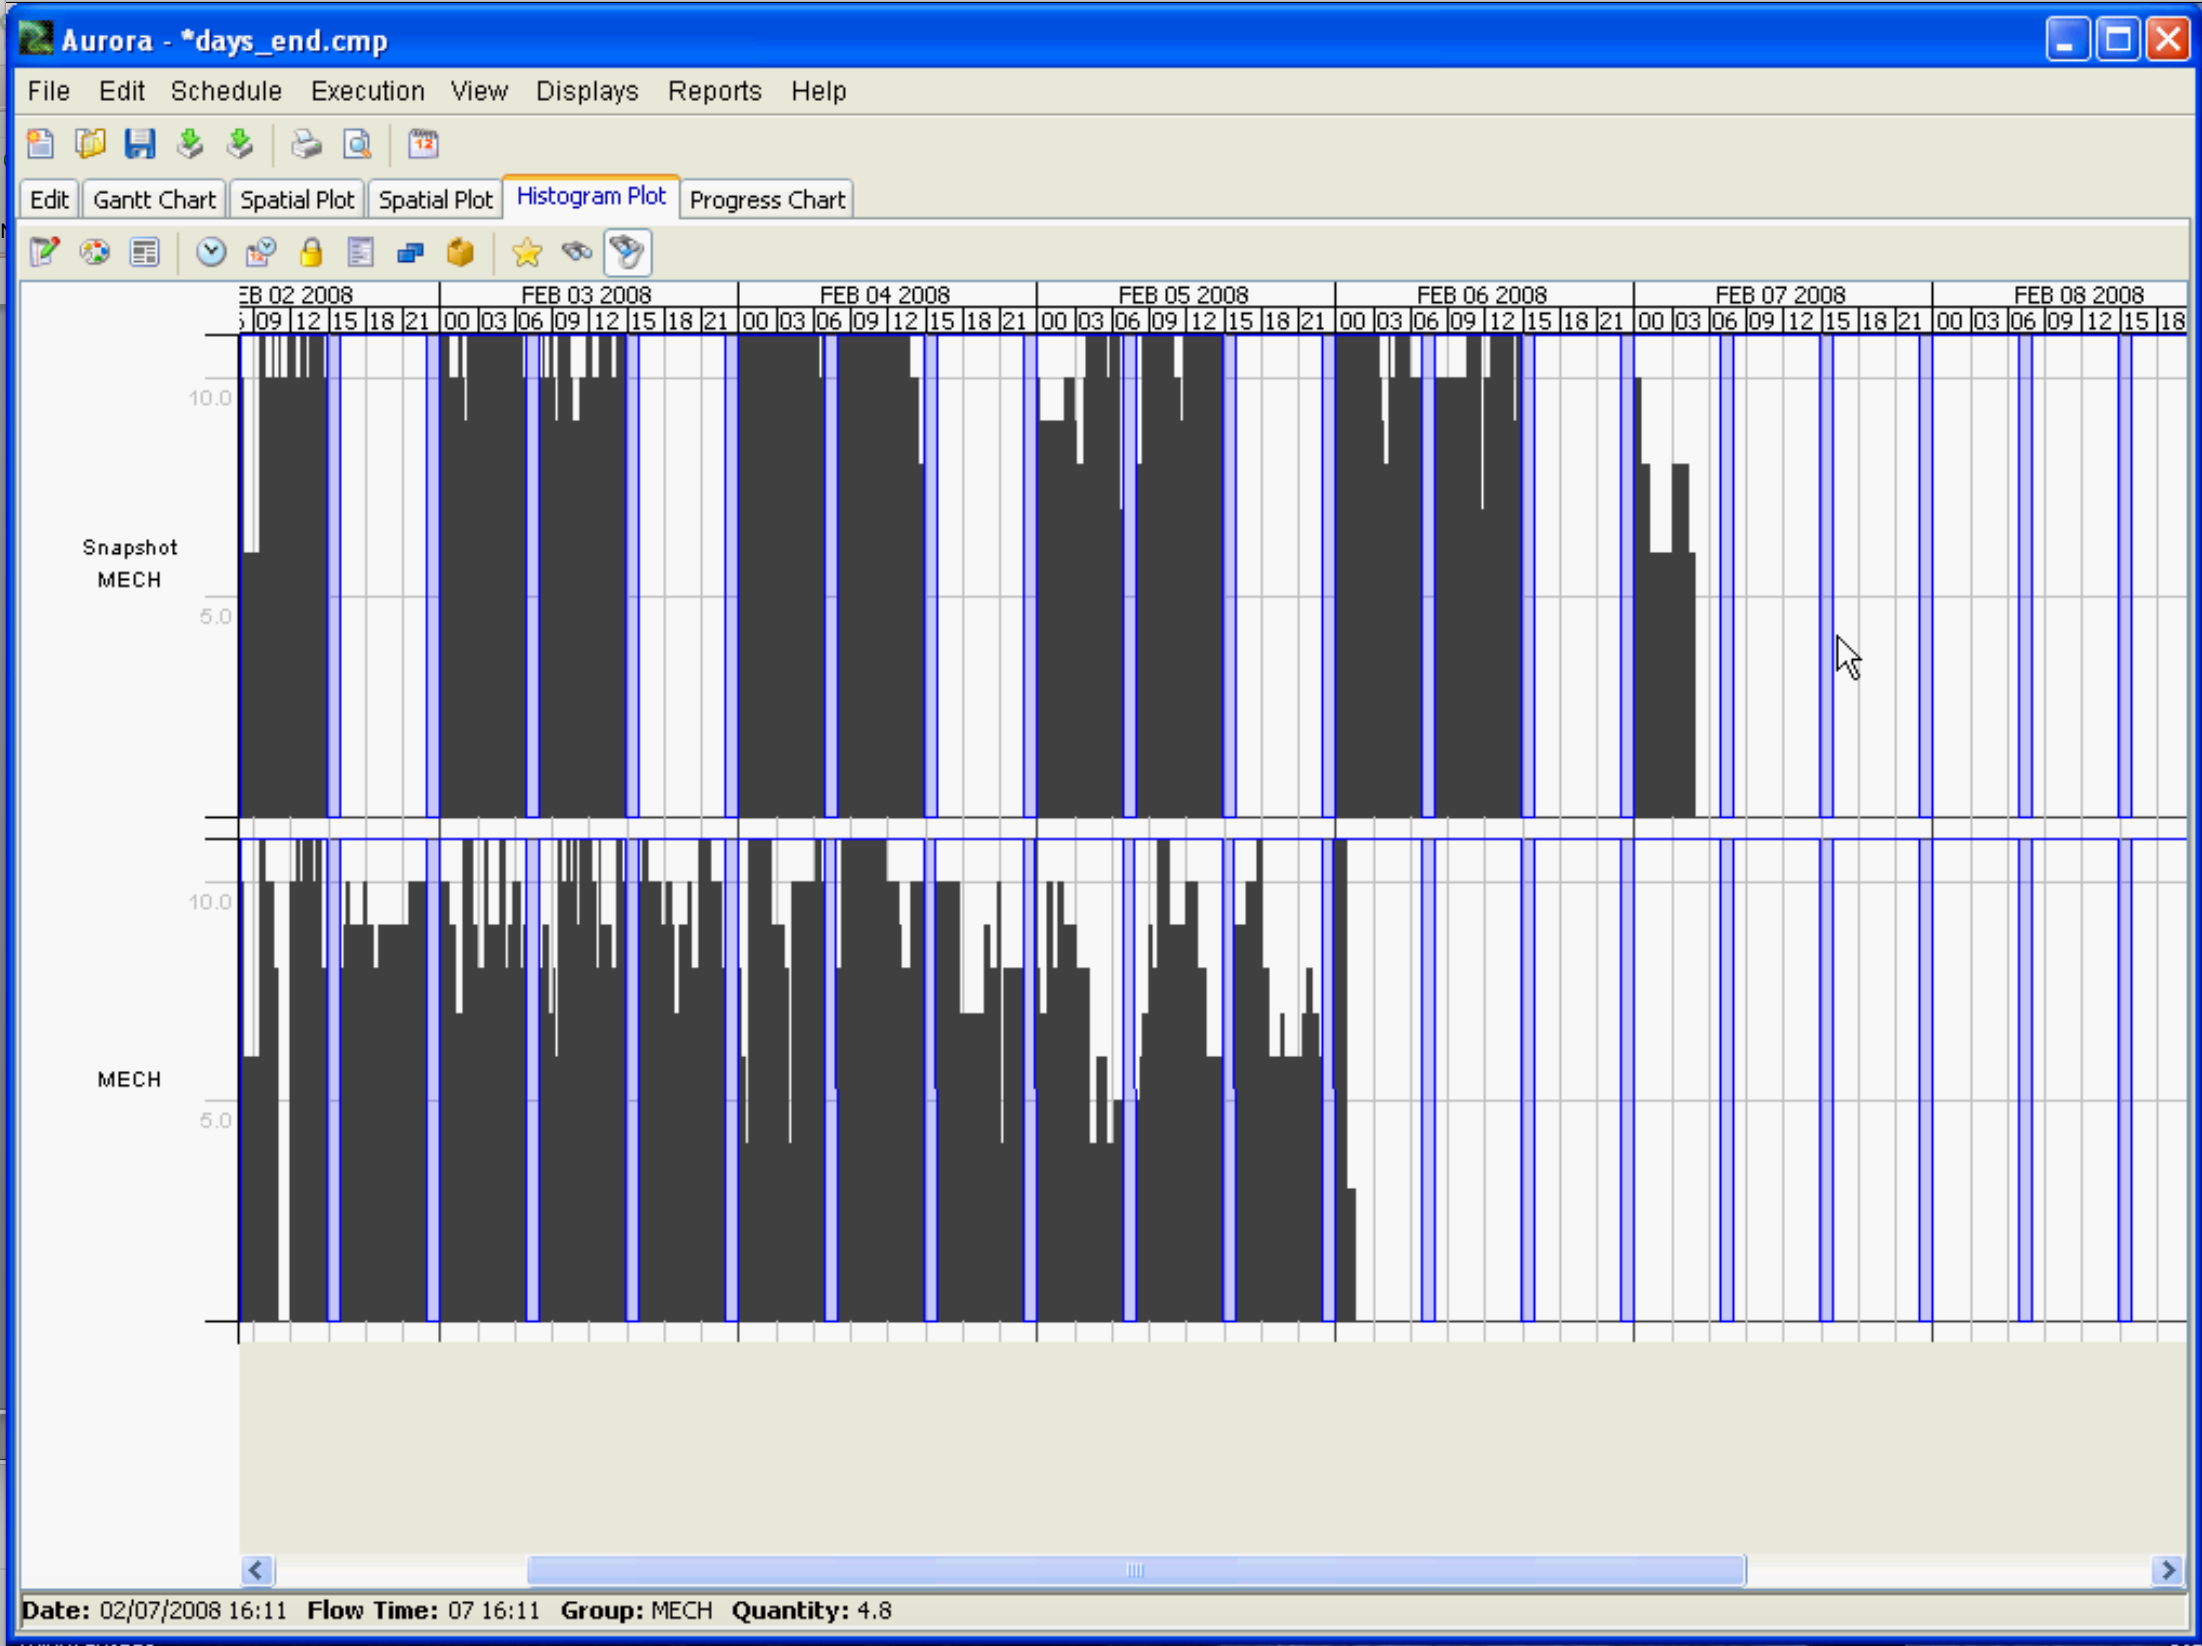 Aurora - *days_end.cmp
File Edit Schedule Execution View Displays Reports Help
12
Edit Gantt Chart Spatial Plot Spatial Plot Histogram Plot Progress Chart
EB 02 2008 FEB 03 2008 FEB 04 2008 FEB 05 2008 FEB 06 2008 FEB 07 2008 FEB 08 2008
09 12 15 18 21 00 03 06 09 12 15 18 21 00 03 06 09 12 15 18 21 00 03 06 09 12 15 18 21 00 03 06 09 12 15 18 21 00 03 06 09 12 15 18 21 00 03 06 09 12 15 18
10.0
Snapshot
MECH
5.0
10.0
MECH
5.0
Date: 02/07/2008 16:11 Flow Time: 07 16:11 Group: MECH Quantity: 4.8